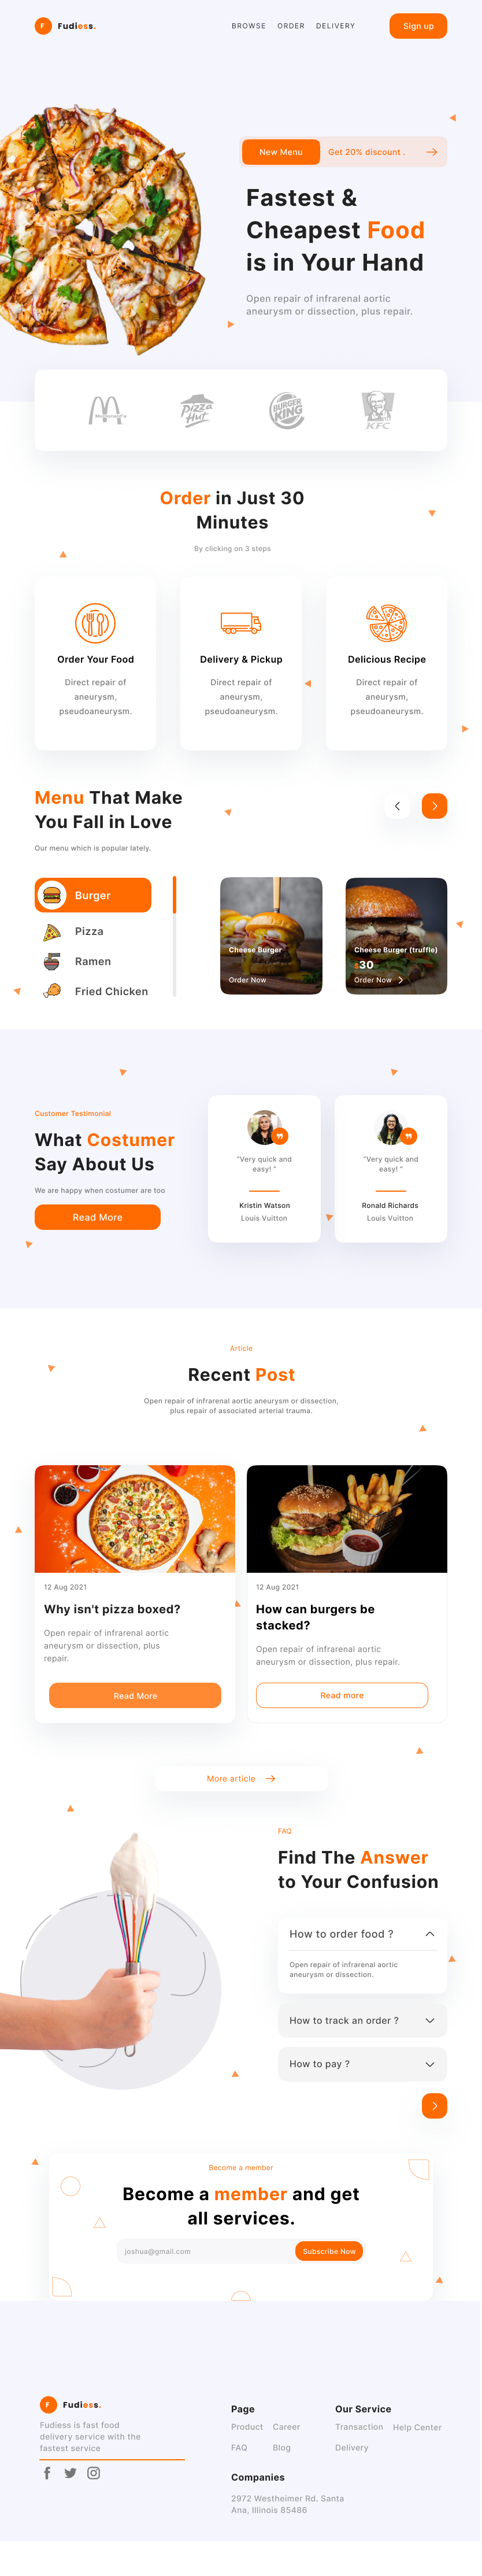 F Fudiess.
BROWSE ORDER DELIVERY
Sign up
New Menu
Get 20% discount .
Fastest &
Cheapest Food
is in Your Hand
Open repair of infrarenal aortic
aneurysm or dissection, plus repair.
McDonald's
Pizza
Hut
BURGER
KING
KFC
Order in Just 30
Minutes
By clicking on 3 steps
Order Your Food
Direct repair of
aneurysm,
pseudoaneurysm.
Delivery & Pickup
Direct repair of
aneurysm,
pseudoaneurysm.
Delicious Recipe
Direct repair of
aneurysm,
pseudoaneurysm.
Menu That Make
You Fall in Love
Our menu which is popular lately.
Burger
Pizza
Ramen
Fried Chicken
Cheese Burger
Order Now
Cheese Burger (truffle)
$30
Order Now
Customer Testimonial
What Costumer
Say About Us
We are happy when costumer are too
Read More
"Very quick and
easy! "
Kristin Watson
Louis Vuitton
"Very quick and
easy! "
Ronald Richards
Louis Vuitton
Article
Recent Post
Open repair of infrarenal aortic aneurysm or dissection,
plus repair of associated arterial trauma.
12 Aug 2021
Why isn't pizza boxed?
Open repair of infrarenal aortic
aneurysm or dissection, plus
repair.
Read More
12 Aug 2021
How can burgers be
stacked?
Open repair of infrarenal aortic
aneurysm or dissection, plus repair.
Read more
More article
FAQ
Find The Answer
to Your Confusion
How to order food ?
Open repair of infrarenal aortic
aneurysm or dissection.
How to track an order ?
How to pay ?
Become a member
Become a member and get
all services.
joshua@gmail.com
Subscribe Now
F Fudiess.
Fudiess is fast food
delivery service with the
fastest service
Page
Product Career
FAQ Blog
Our Service
Transaction Help Center
Delivery
Companies
2972 Westheimer Rd. Santa
Ana, Illinois 85486